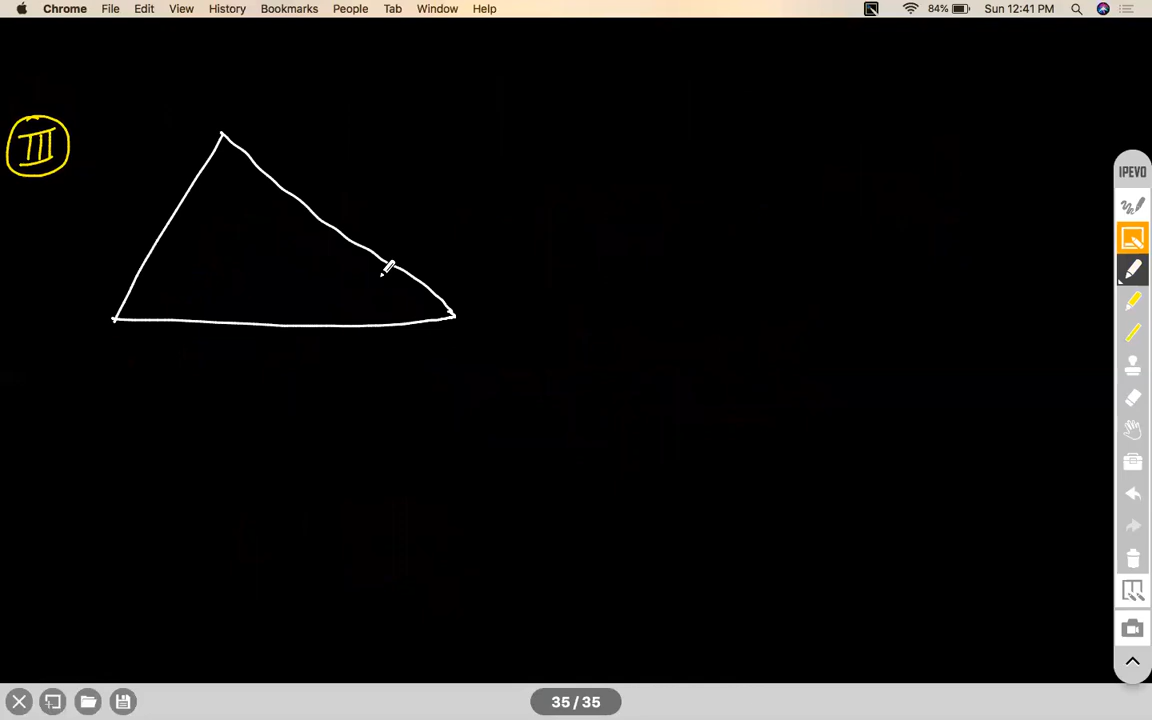 Chrome File Edit View History Bookmarks People Tab Window Help 84% Sun 12:41 PM
III
IPEVO
35 / 35